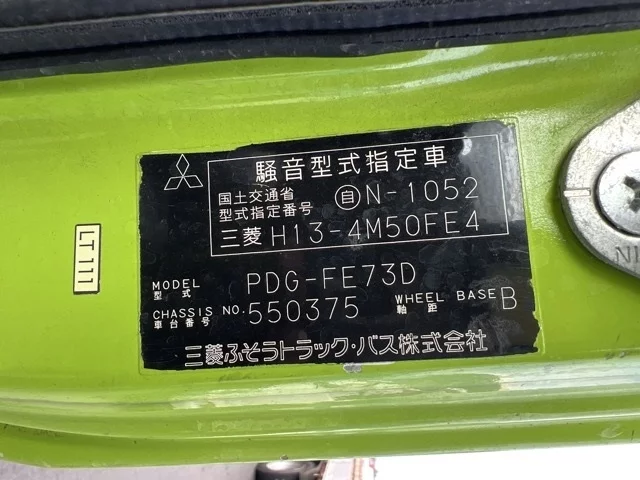 騒音型式指定車
国土交通省
型式指定番号 ㊐N-1052
三菱 H13-4M50FE4
MODEL
型式 PDG-FE73D
CHASSIS NO.
車台番号 550375 WHEEL BASE
軸距 B
三菱ふそうトラック・バス株式会社
LT111